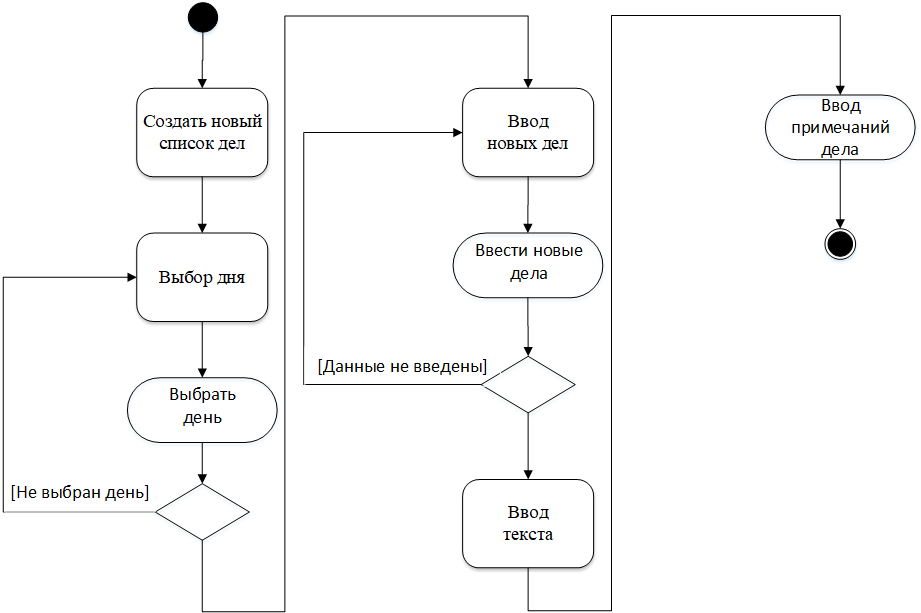 Создать новый
список дел
Выбор дня
Выбрать
день
[Не выбран день]
Ввод
новых дел
Ввести новые
дела
[Данные не введены]
Ввод
текста
Ввод
примечаний
дела